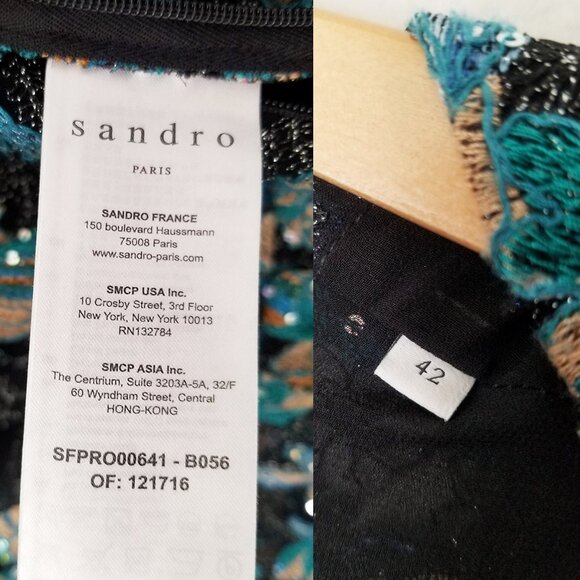 sandro
PARIS
SANDRO FRANCE
150 boulevard Haussmann
75008 Paris
www.sandro-paris.com
SMCP USA Inc.
10 Crosby Street, 3rd Floor
New York, New York 10013
RN132784
SMCP ASIA Inc.
The Centrium, Suite 3203A-5A, 32/F
60 Wyndham Street, Central
HONG-KONG
SFPRO00641 - B056
OF: 121716
42